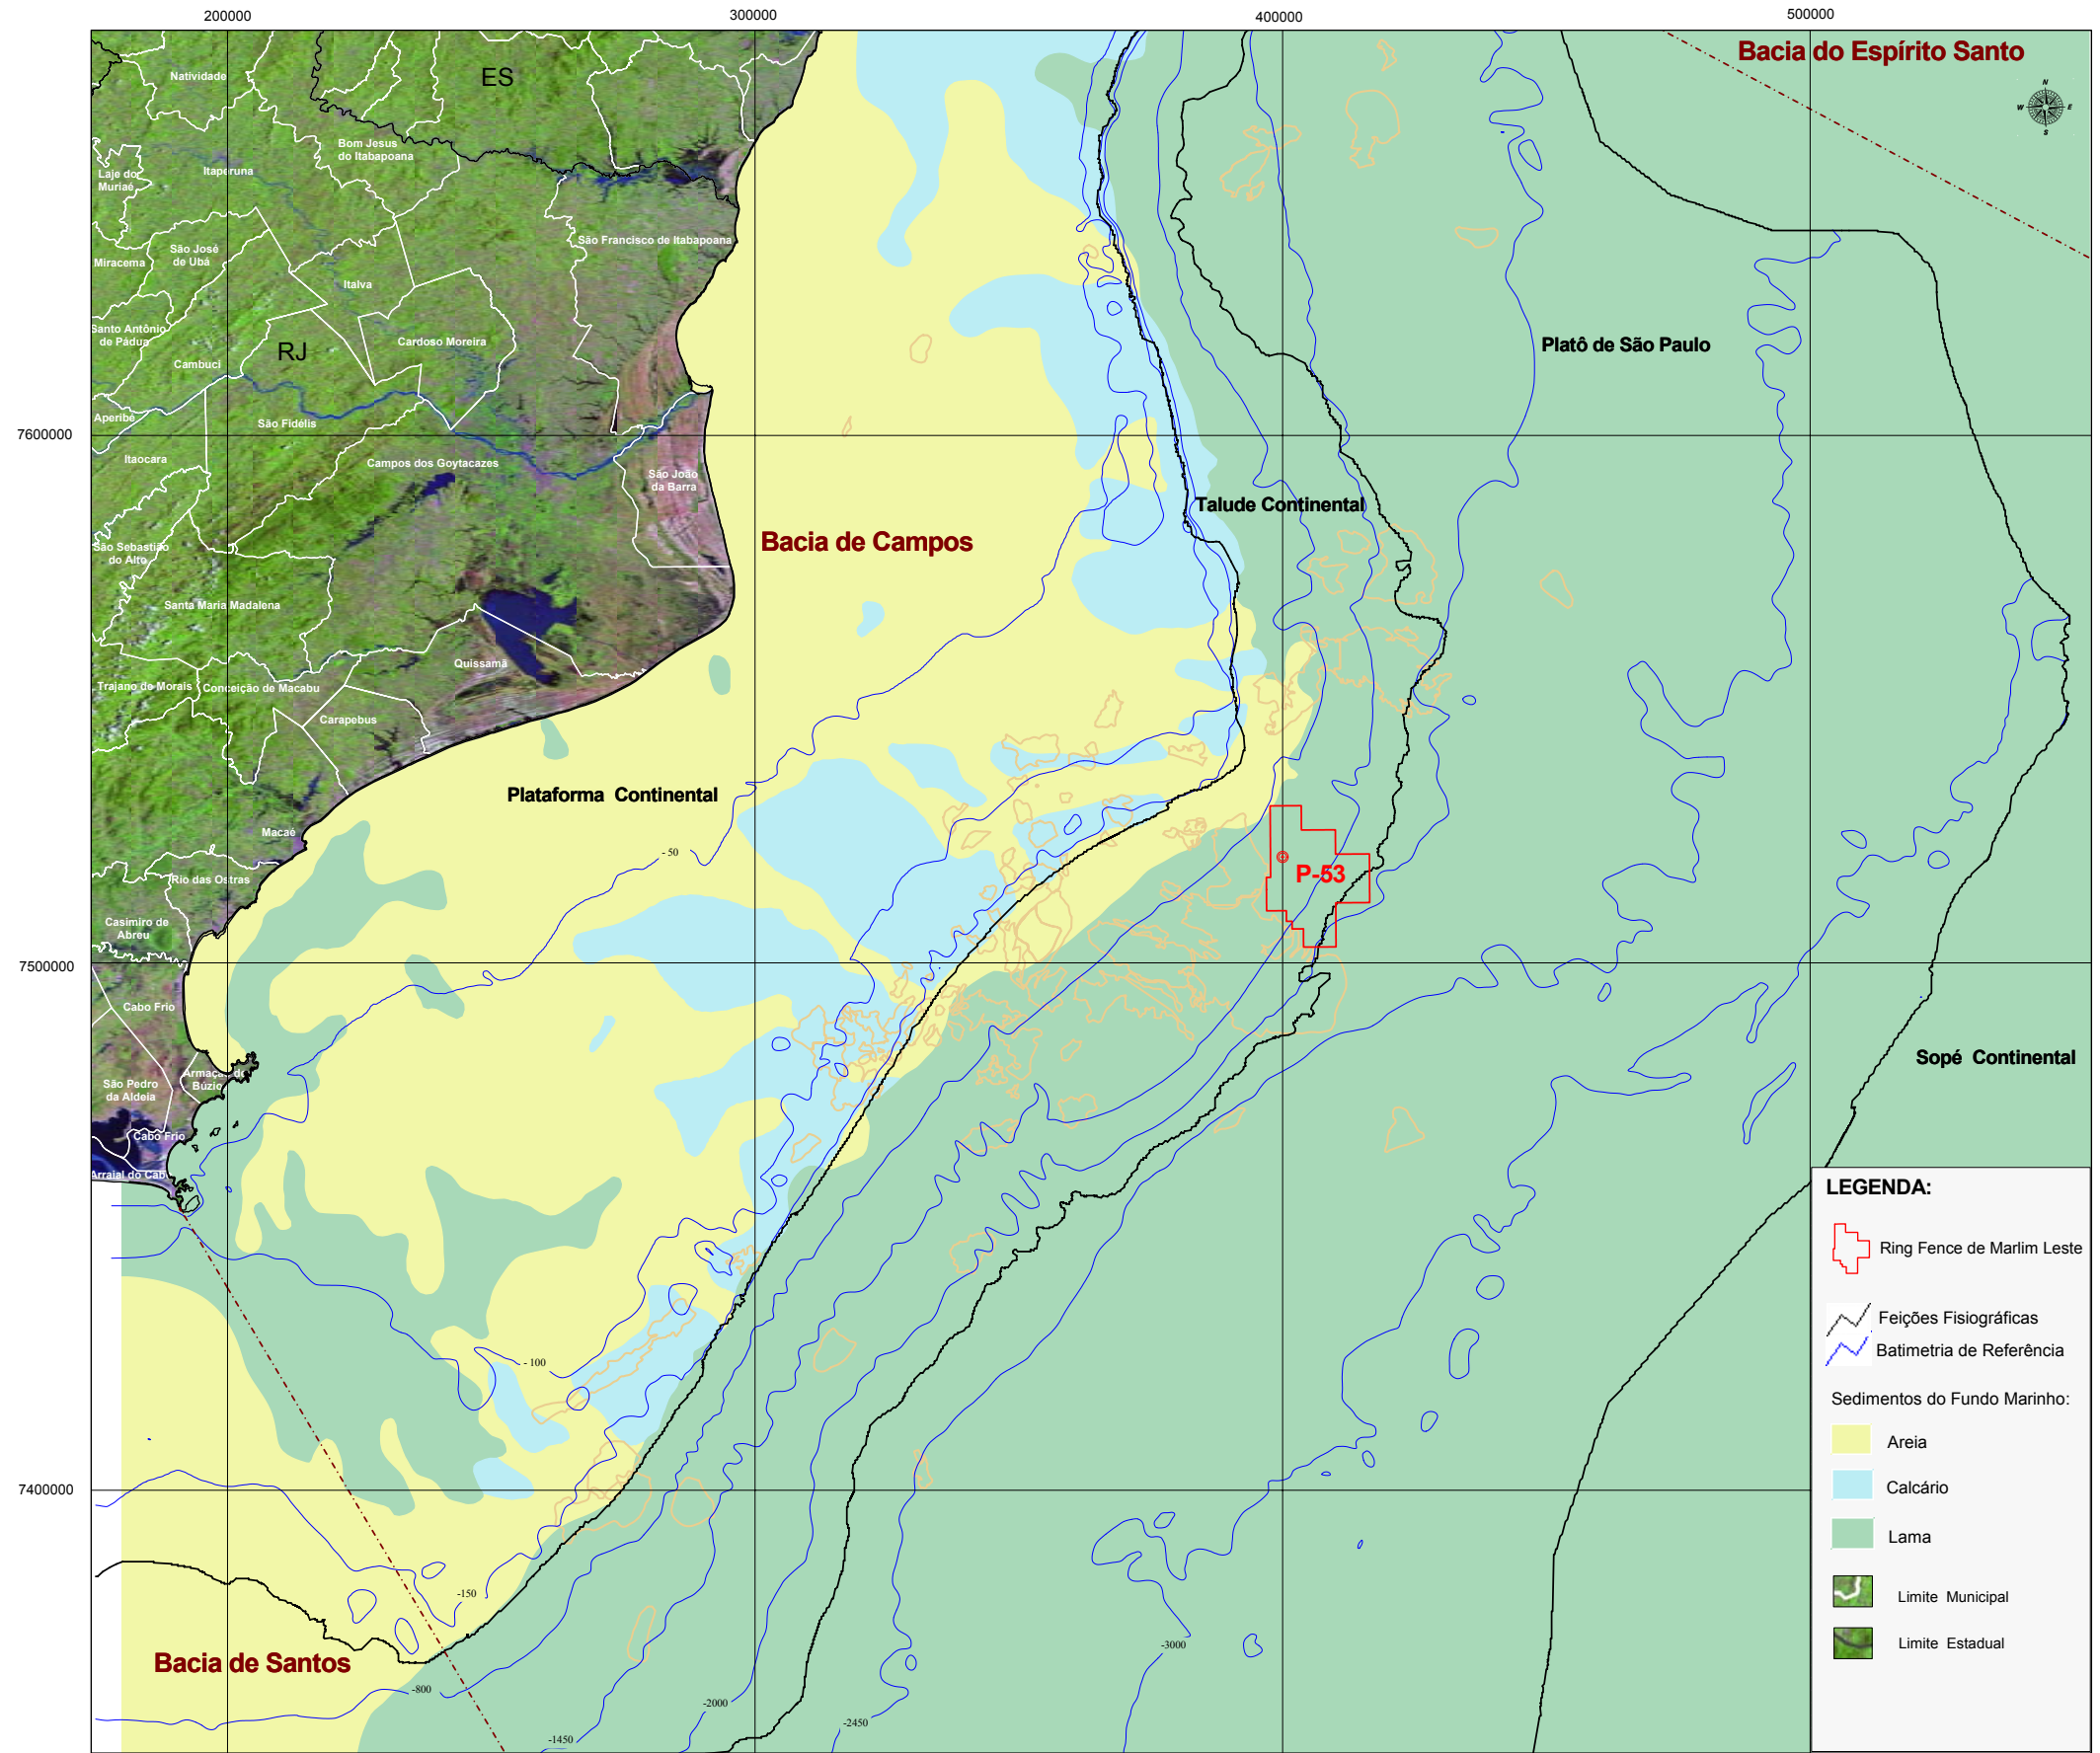 200000
300000
400000
500000
Bacia do Espírito Santo
N
W
E
S
ES
Natividade
Bom Jesus
do Itabapoana
Laje do
Muriaé
Itaperuna
São Francisco de Itabapoana
São José
de Ubá
Miracema
Italva
Santo Antônio
de Pádua
RJ
Cardoso Moreira
Cambuci
Platô de São Paulo
Aperibé
São Fidélis
7600000
Itaocara
Campos dos Goytacazes
São João
da Barra
Talude Continental
Bacia de Campos
São Sebastião
do Alto
Santa Maria Madalena
Quissamã
Trajano de Morais
Conceição de Macabu
Carapebus
Plataforma Continental
Macaé
- 50
P-53
Rio das Ostras
Casimiro de
Abreu
7500000
Cabo Frio
Sopé Continental
Armação de
Búzio
São Pedro
da Aldeia
Cabo Frio
Arraial do Cab
- 100
7400000
-150
Bacia de Santos
-800
-1450
-2000
-2450
-3000
LEGENDA:
Ring Fence de Marlim Leste
Feições Fisiográficas
Batimetria de Referência
Sedimentos do Fundo Marinho:
Areia
Calcário
Lama
Limite Municipal
Limite Estadual